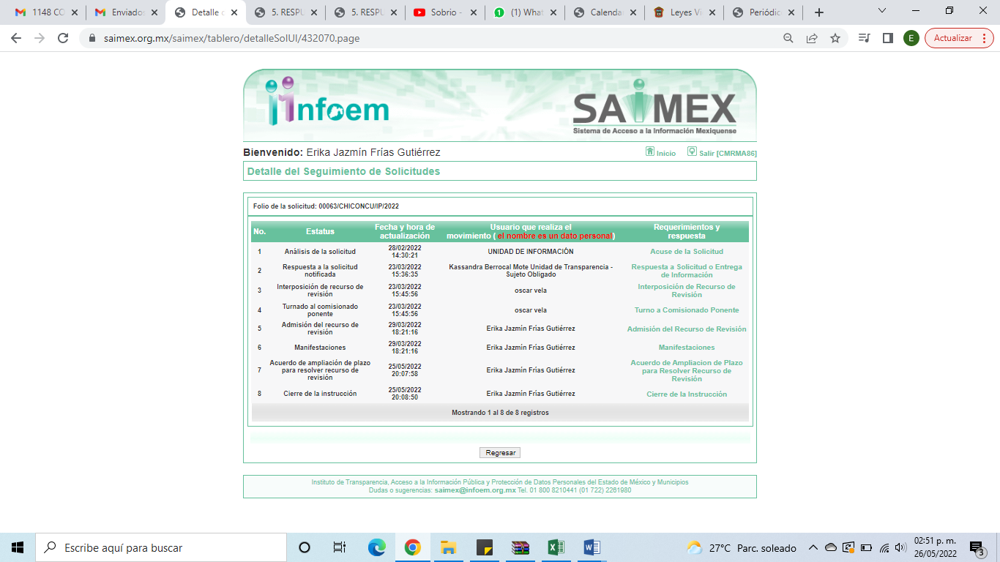 1148 CO
Enviados
Detalle d
5. RESPU
5. RESPU
Sobrio -
(1) What
Calenda
Leyes Vi
Periódic
saimex.org.mx/saimex/tablero/detalleSolUI/432070.page
E
Actualizar
infoem
SAIMEX
Sistema de Acceso a la Información Mexiquense
Bienvenido: Erika Jazmín Frías Gutiérrez
Inicio
Salir [CMRMA86]
Detalle del Seguimiento de Solicitudes
Folio de la solicitud: 00063/CHICONCU/IP/2022
No.
Estatus
Fecha y hora de
actualización
Usuario que realiza el
movimiento ( el nombre es un dato personal)
Requerimientos y
respuesta
1
Análisis de la solicitud
28/02/2022
14:30:21
UNIDAD DE INFORMACIÓN
Acuse de la Solicitud
2
Respuesta a la solicitud
notificada
23/03/2022
15:36:35
Kassandra Berrocal Mote Unidad de Transparencia -
Sujeto Obligado
Respuesta a Solicitud o Entrega
de Información
3
Interposición de recurso de
revisión
23/03/2022
15:45:56
oscar vela
Interposición de Recurso de
Revisión
4
Turnado al comisionado
ponente
23/03/2022
15:45:56
oscar vela
Turno a Comisionado Ponente
5
Admisión del recurso de
revisión
29/03/2022
18:21:16
Erika Jazmín Frías Gutiérrez
Admisión del Recurso de Revisión
6
Manifestaciones
29/03/2022
18:21:16
Erika Jazmín Frías Gutiérrez
Manifestaciones
7
Acuerdo de ampliación de plazo
para resolver recurso de
revisión
25/05/2022
20:07:58
Erika Jazmín Frías Gutiérrez
Acuerdo de Ampliacion de Plazo
para Resolver Recurso de
Revisión
8
Cierre de la instrucción
25/05/2022
20:08:50
Erika Jazmín Frías Gutiérrez
Cierre de la Instrucción
Mostrando 1 al 8 de 8 registros
Regresar
Instituto de Transparencia, Acceso a la Información Pública y Protección de Datos Personales del Estado de México y Municipios
Dudas o sugerencias: saimex@infoem.org.mx Tel. 01 800 8210441 (01 722) 2261980
Escribe aquí para buscar
27°C Parc. soleado
02:51 p. m.
26/05/2022
3